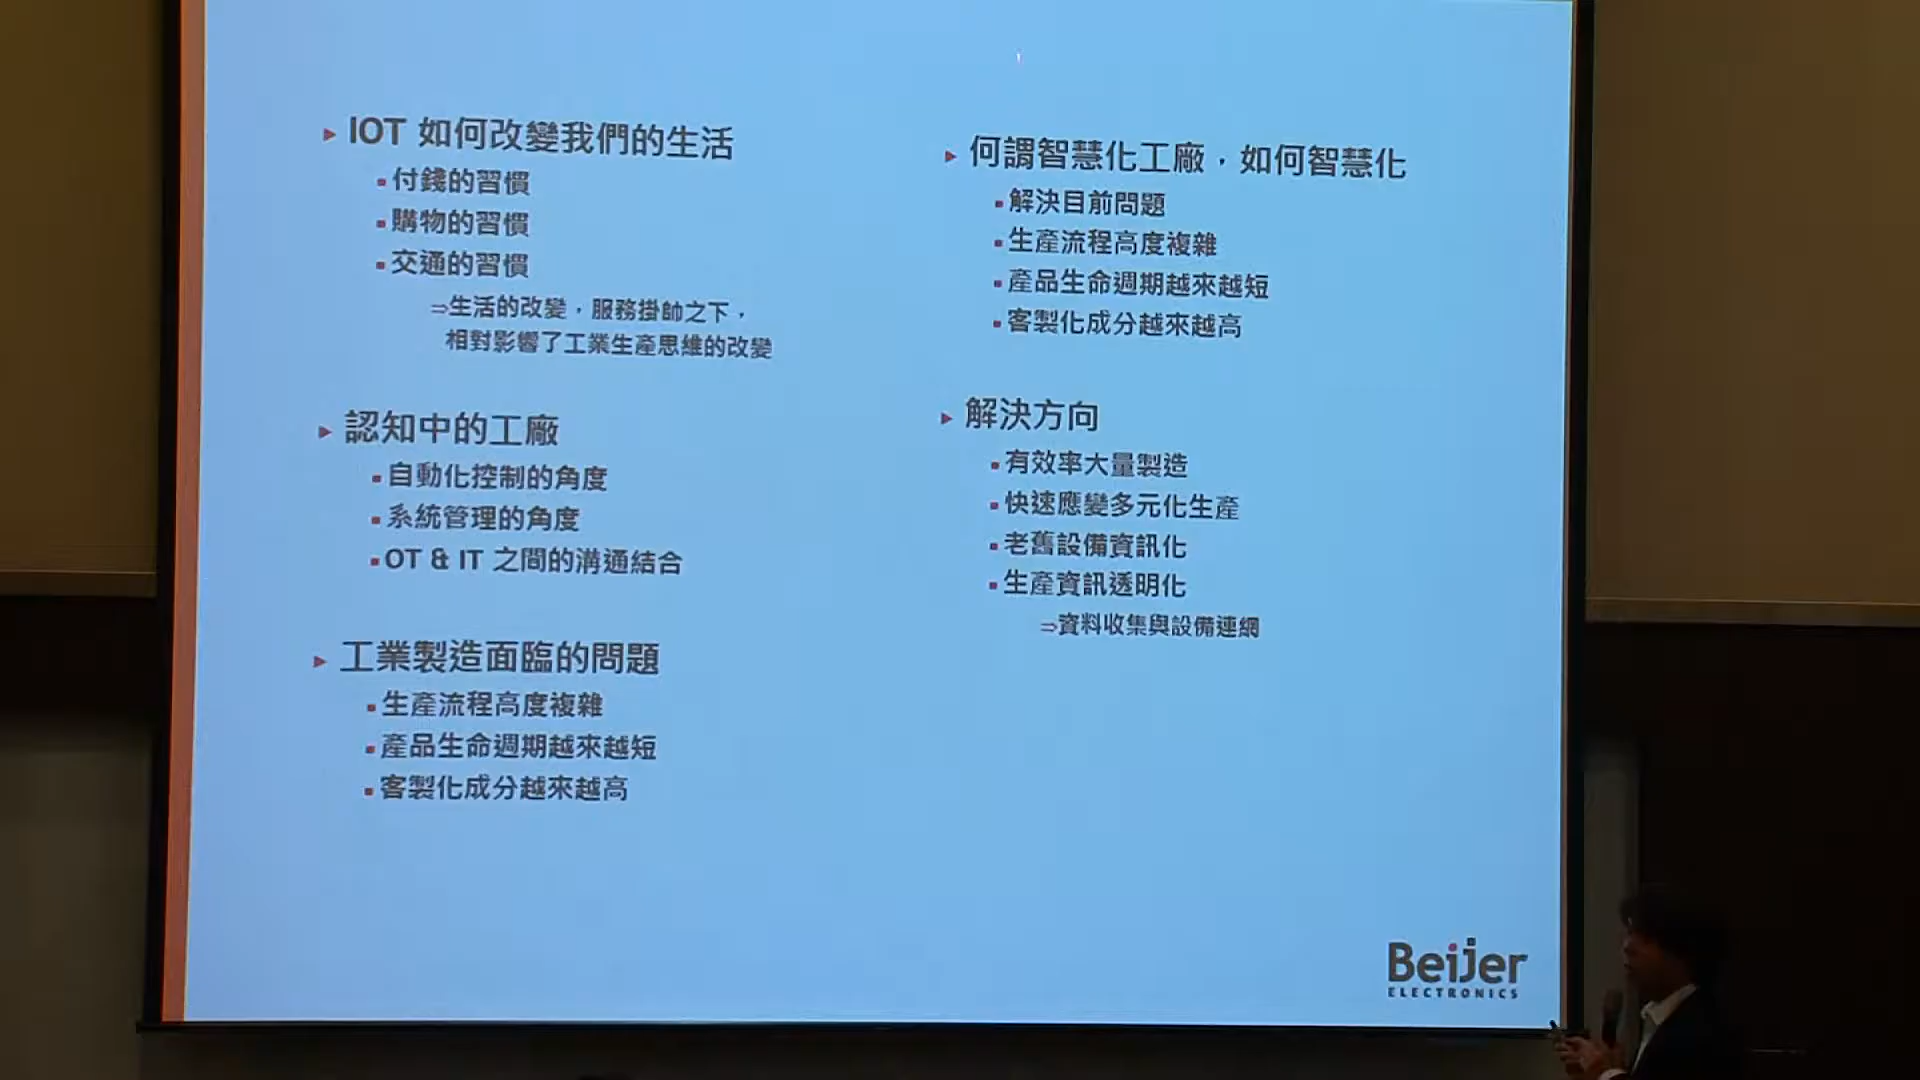 IOT 如何改變我們的生活
付錢的習慣
購物的習慣
交通的習慣
⇒生活的改變，服務掛帥之下，
相對影響了工業生產思維的改變
認知中的工廠
自動化控制的角度
系統管理的角度
OT & IT 之間的溝通結合
工業製造面臨的問題
生產流程高度複雜
產品生命週期越來越短
客製化成分越來越高
何謂智慧化工廠，如何智慧化
解決目前問題
生產流程高度複雜
產品生命週期越來越短
客製化成分越來越高
解決方向
有效率大量製造
快速應變多元化生產
老舊設備資訊化
生產資訊透明化
⇒資料收集與設備連網
Beijer
ELECTRONICS